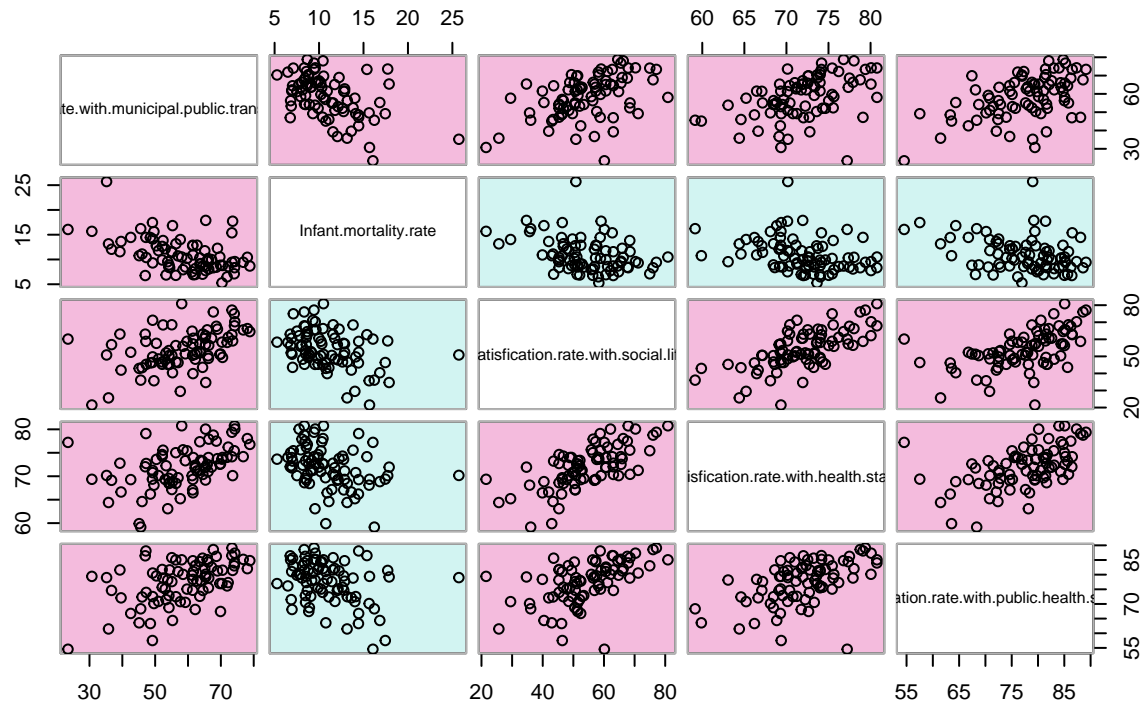 5 10 15 20 25 60 65 70 75 80
te.with.municipal.public.tran
30 60
5 15 25
Infant.mortality.rate
atisfication.rate.with.social.li
20 50 80
60 70 80
isfication.rate.with.health.sta
ation.rate.with.public.health.s
55 70 85
30 50 70 20 40 60 80 55 65 75 85